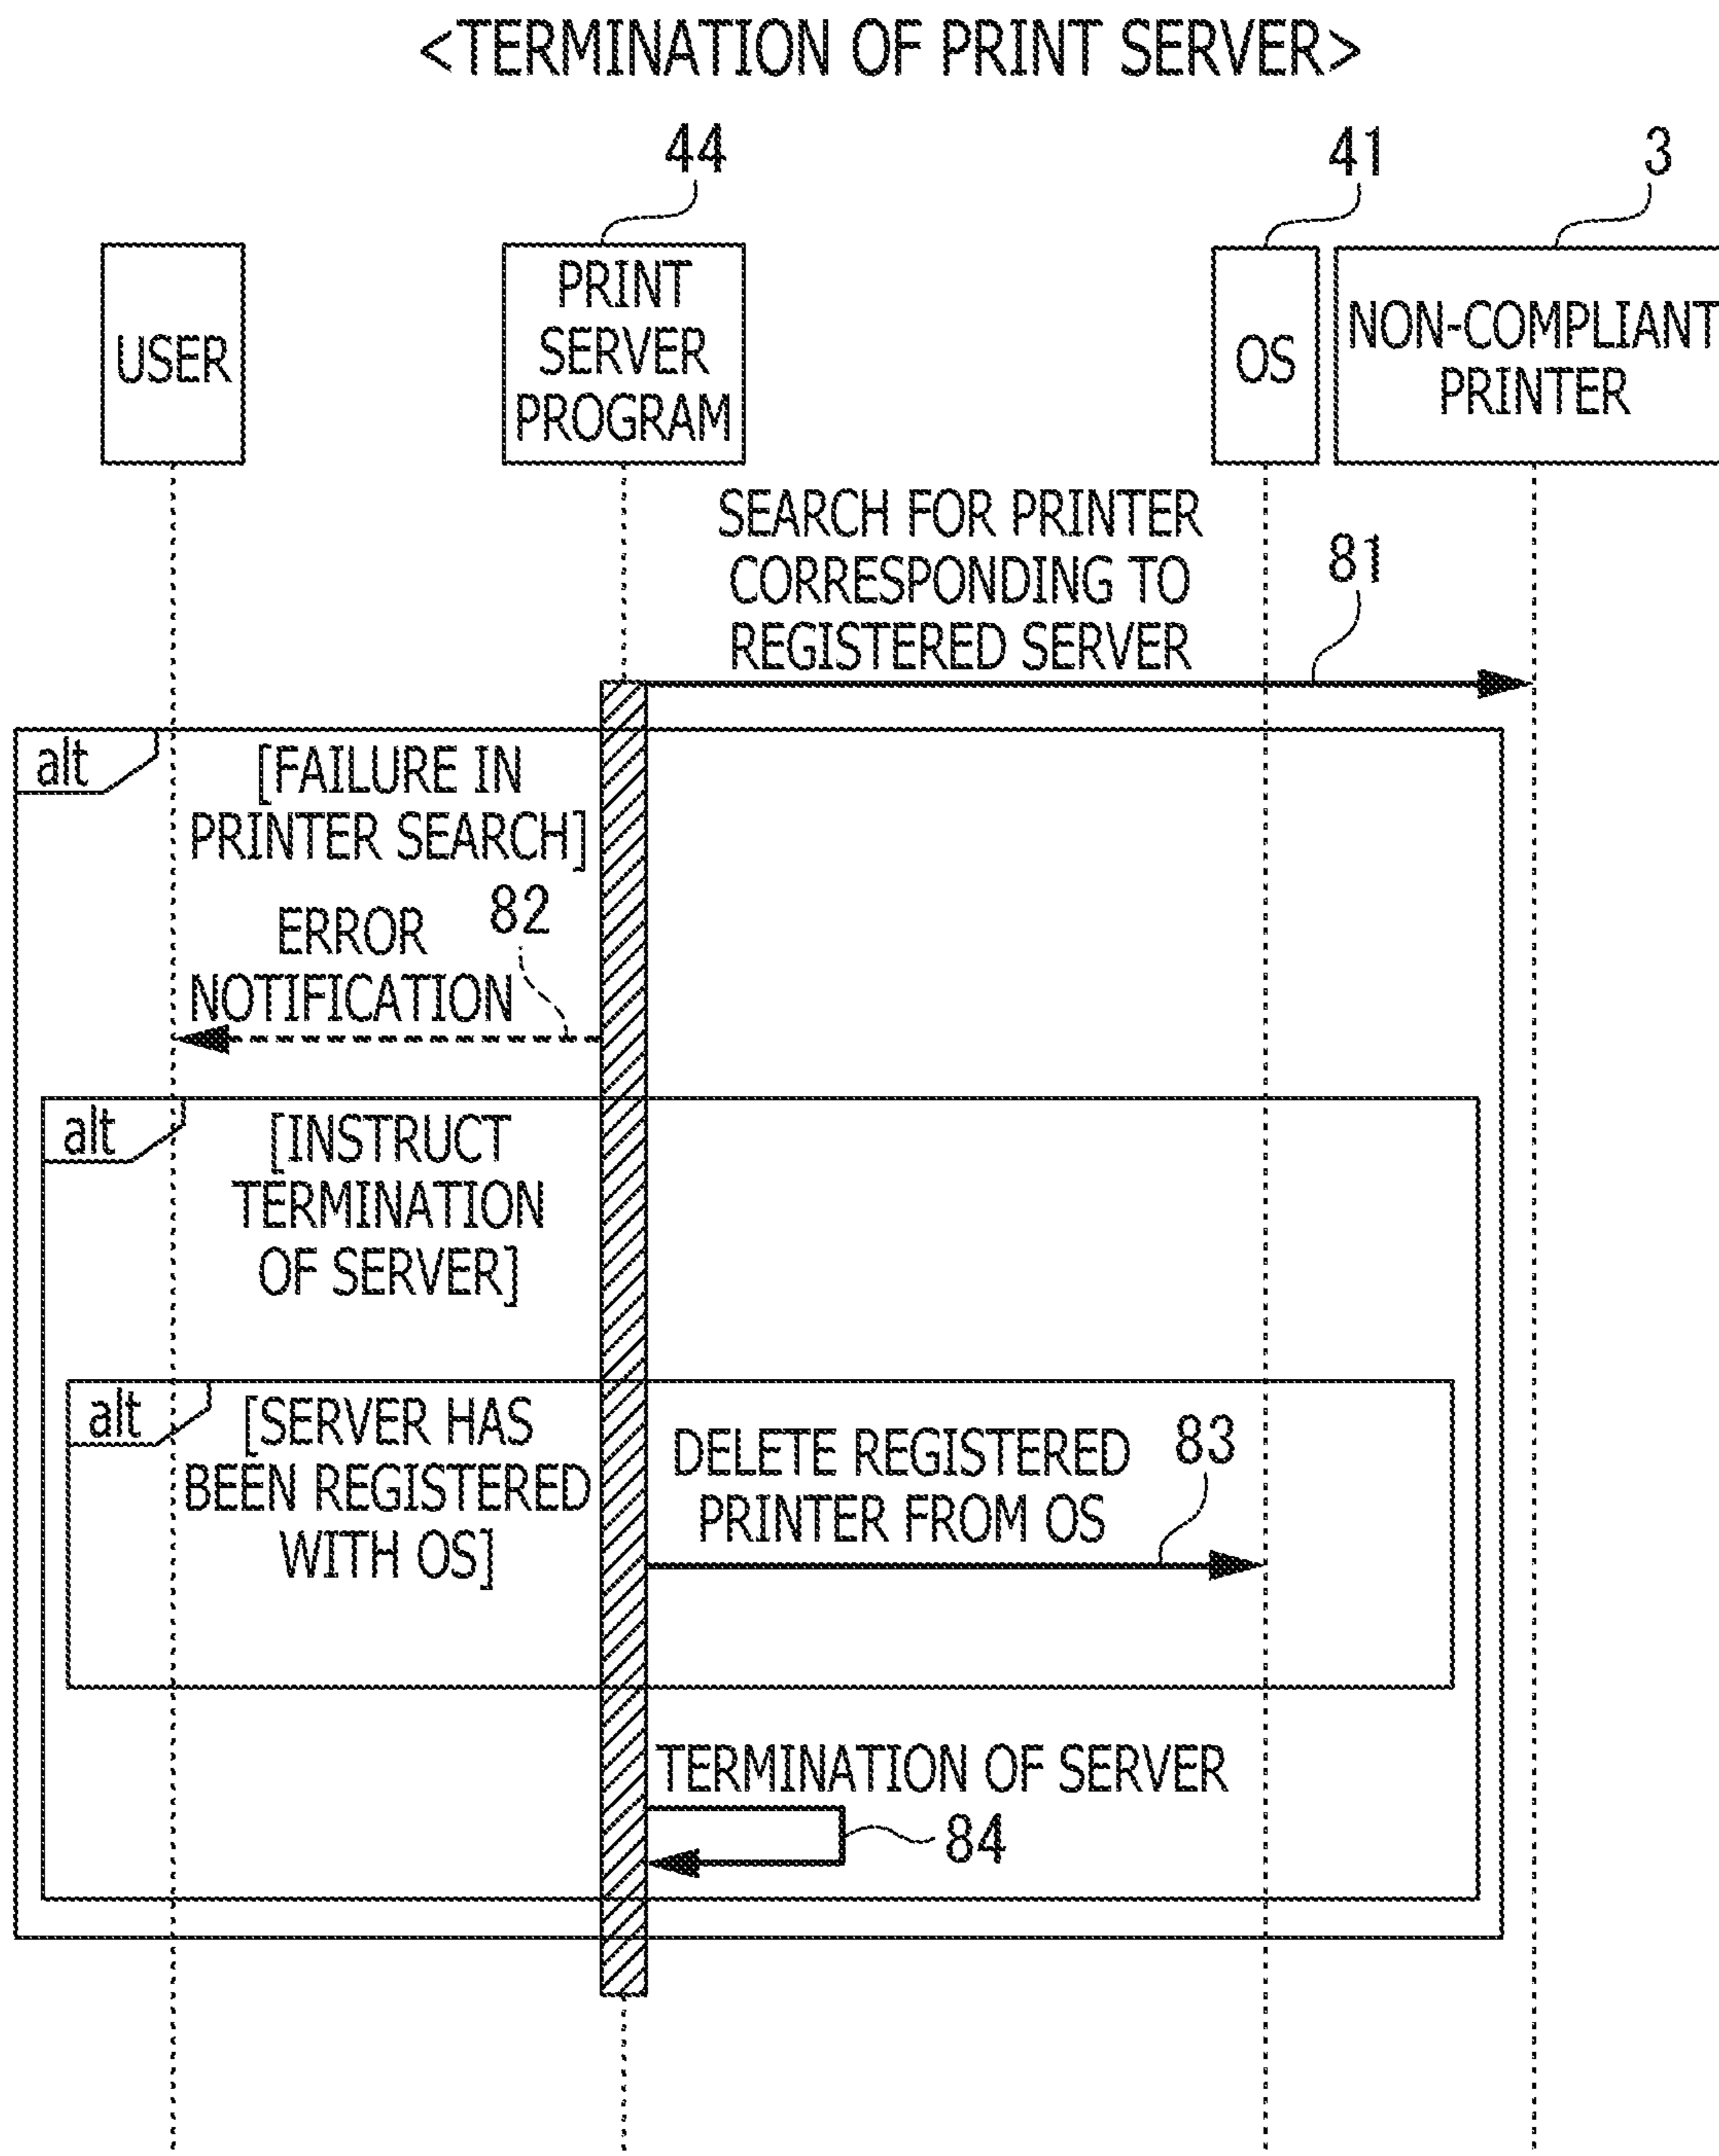 <TERMINATION OF PRINT SERVER>
44
41
3
USER
PRINT
SERVER
PROGRAM
OS
NON-COMPLIANT
PRINTER
SEARCH FOR PRINTER
CORRESPONDING TO
REGISTERED SERVER
81
alt
[FAILURE IN
PRINTER SEARCH]
ERROR
NOTIFICATION
82
alt
[INSTRUCT
TERMINATION
OF SERVER]
alt
[SERVER HAS
BEEN REGISTERED
WITH OS]
DELETE REGISTERED
PRINTER FROM OS
83
TERMINATION OF SERVER
84